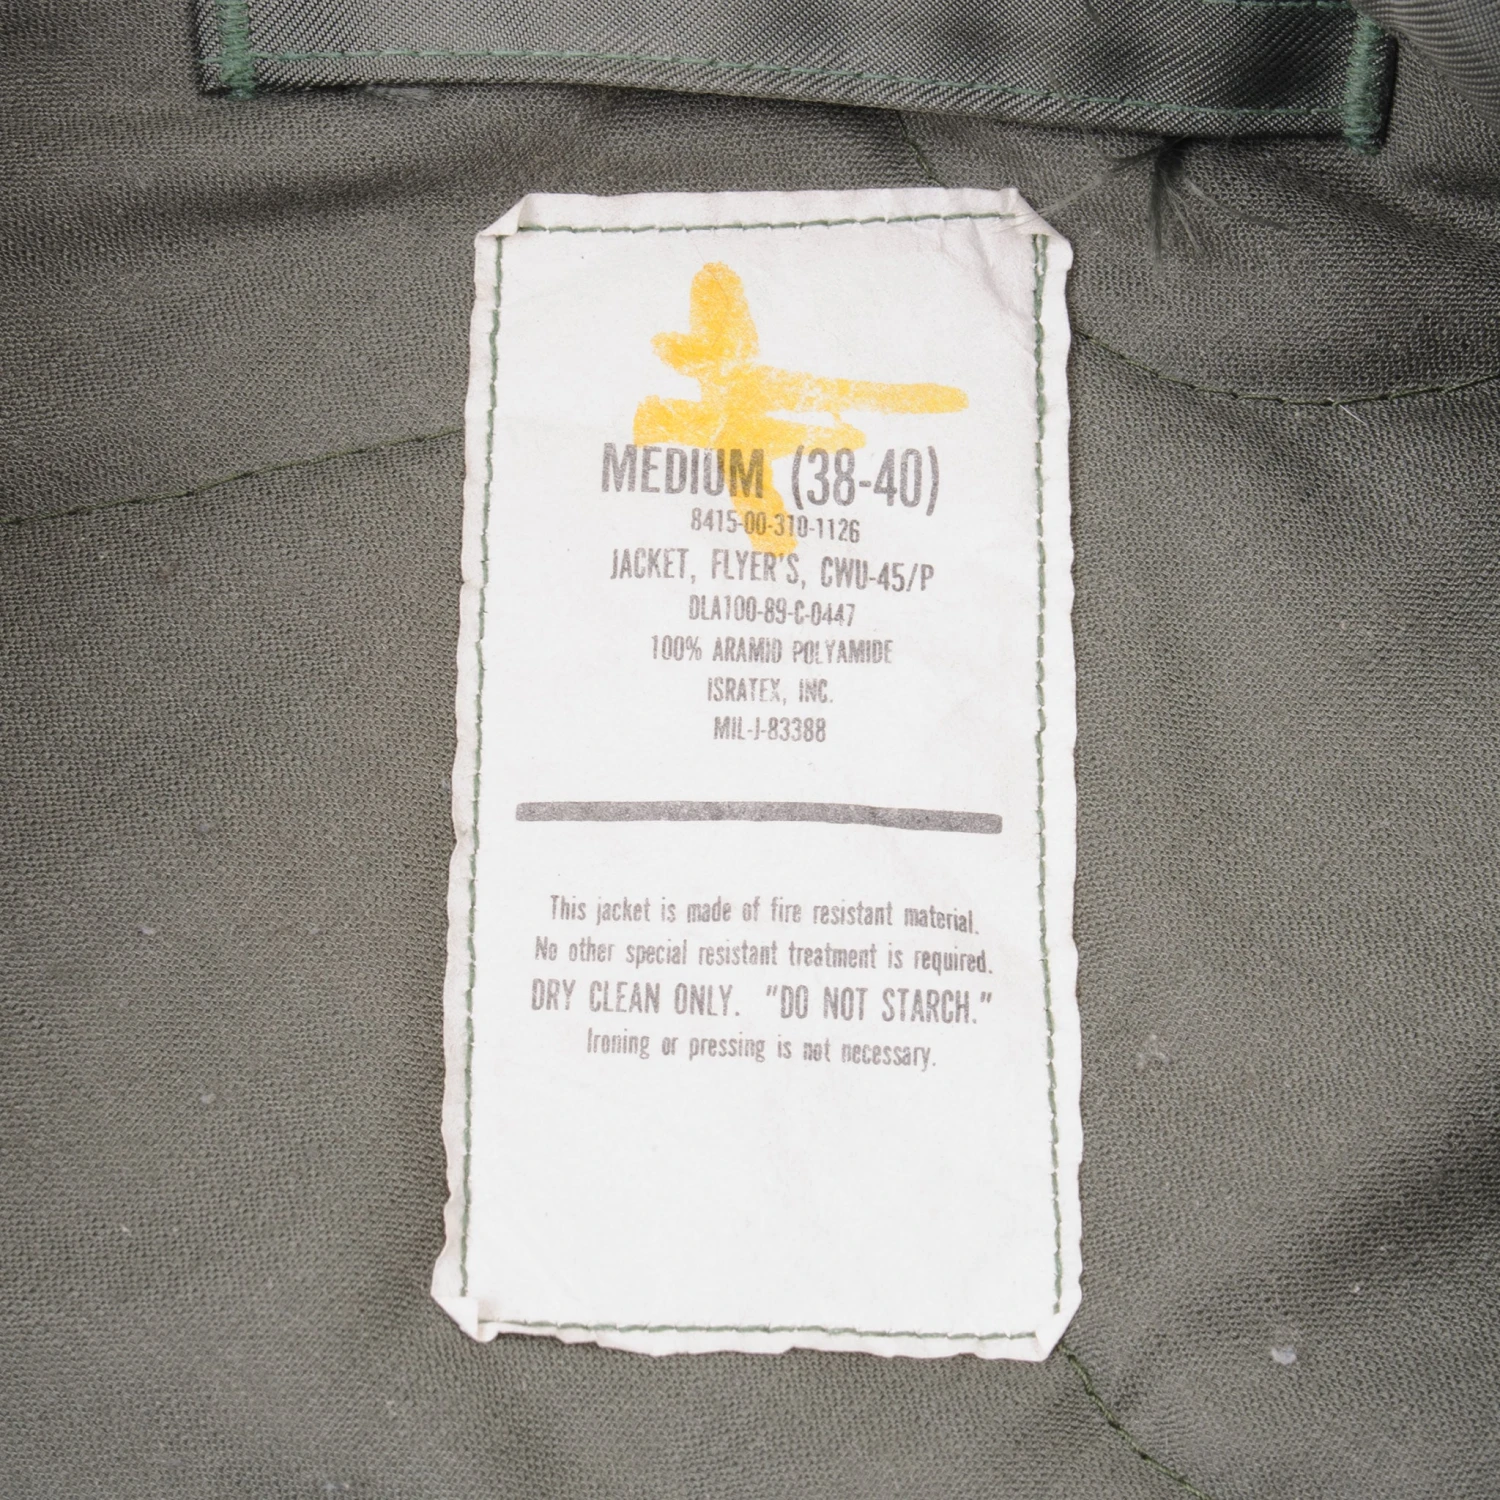 MEDIUM (38-40)
8415-00-310-1126
JACKET, FLYER'S, CWU-45/P
DLA100-89-C-0447
100% ARAMID POLYAMIDE
ISRATEX, INC.
MIL-J-83388
This jacket is made of fire resistant material.
No other special resistant treatment is required.
DRY CLEAN ONLY. "DO NOT STARCH."
Ironing or pressing is not necessary.